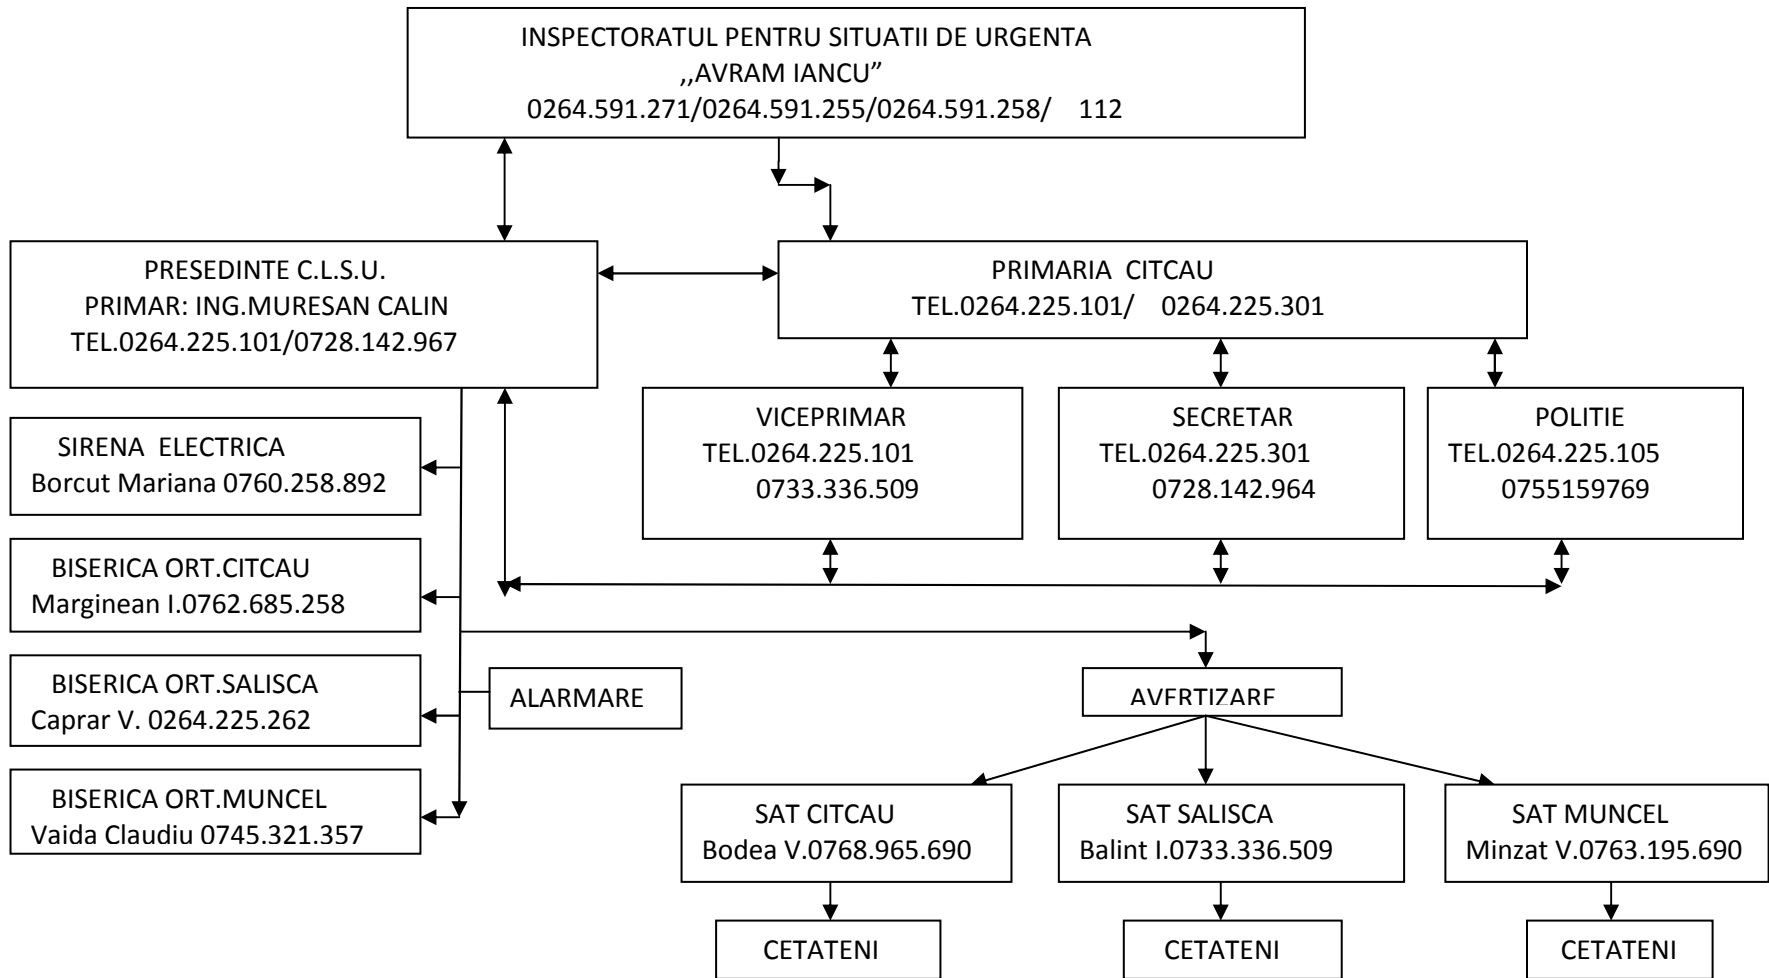 INSPECTORATUL PENTRU SITUATII DE URGENTA
,,AVRAM IANCU”
0264.591.271/0264.591.255/0264.591.258/ 112
PRESEDINTE C.L.S.U.
PRIMAR: ING.MURESAN CALIN
TEL.0264.225.101/0728.142.967
PRIMARIA CITCAU
TEL.0264.225.101/ 0264.225.301
VICEPRIMAR
TEL.0264.225.101
0733.336.509
SECRETAR
TEL.0264.225.301
0728.142.964
POLITIE
TEL.0264.225.105
0755159769
SIRENA ELECTRICA
Borcut Mariana 0760.258.892
BISERICA ORT.CITCAU
Marginean I.0762.685.258
BISERICA ORT.SALISCA
Caprar V. 0264.225.262
BISERICA ORT.MUNCEL
Vaida Claudiu 0745.321.357
ALARMARE
AVERTIZARE
SAT CITCAU
Bodea V.0768.965.690
SAT SALISCA
Balint I.0733.336.509
SAT MUNCEL
Minzat V.0763.195.690
CETATENI
CETATENI
CETATENI